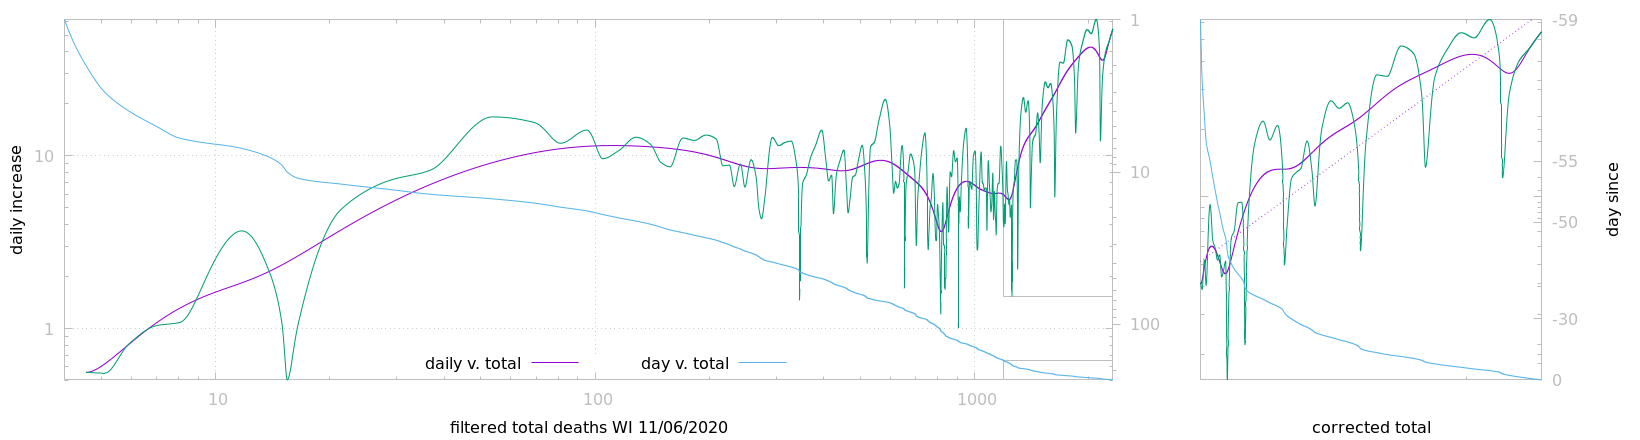 daily increase
10
1
10
100
1000
1
10
100
daily v. total
day v. total
filtered total deaths WI 11/06/2020
-59
-55
-50
-30
0
day since
corrected total